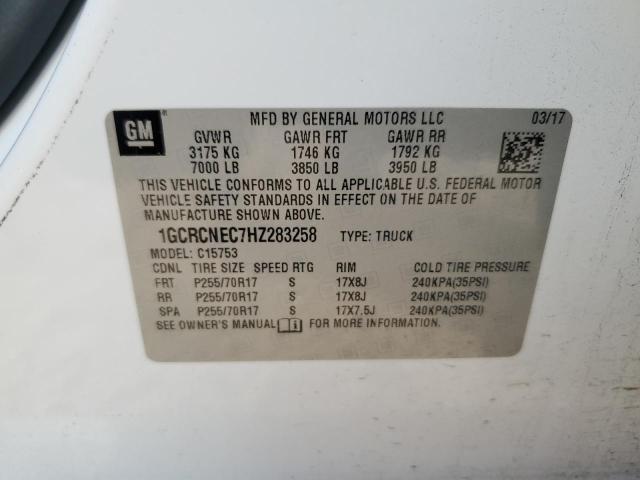 GM
MFD BY GENERAL MOTORS LLC 03/17
GVWR GAWR FRT GAWR RR
3175 KG 1746 KG 1792 KG
7000 LB 3850 LB 3950 LB
THIS VEHICLE CONFORMS TO ALL APPLICABLE U.S. FEDERAL MOTOR
VEHICLE SAFETY STANDARDS IN EFFECT ON THE DATE OF
MANUFACTURE SHOWN ABOVE.
1GCRCNEC7HZ283258 TYPE: TRUCK
MODEL: C15753
CDNL TIRE SIZE SPEED RTG RIM COLD TIRE PRESSURE
FRT P255/70R17 S 17X8J 240KPA(35PSI)
RR P255/70R17 S 17X8J 240KPA(35PSI)
SPA P255/70R17 S 17X7.5J 240KPA(35PSI)
SEE OWNER'S MANUAL FOR MORE INFORMATION.